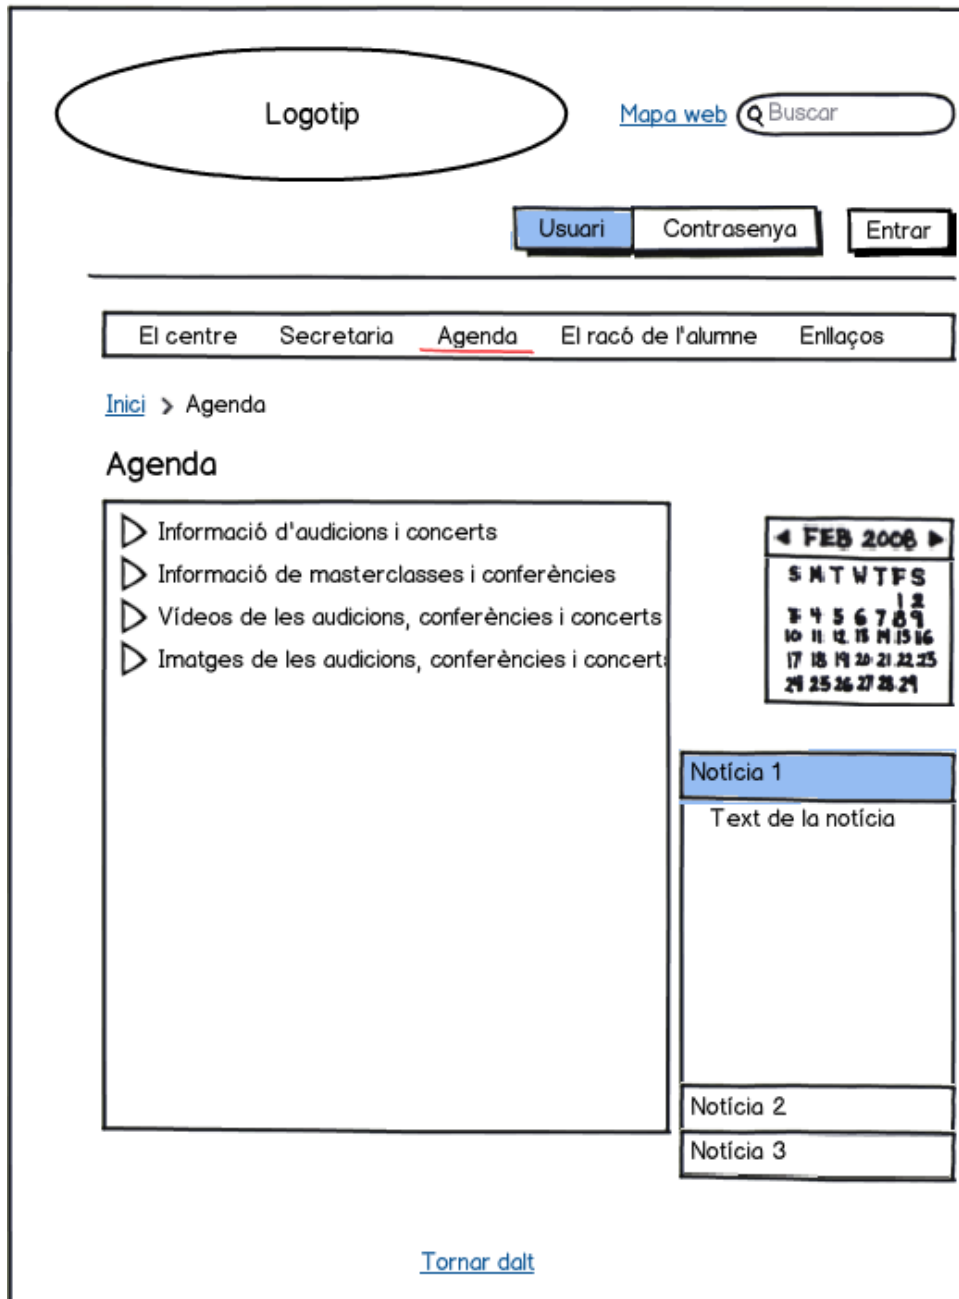 Logotip
Mapa web
Buscar
Usuari
Contrasenya
Entrar
El centre Secretaria Agenda El racó de l'alumne Enllaços
Inici > Agenda
Agenda
Informació d'audicions i concerts
Informació de masterclasses i conferències
Vídeos de les audicions, conferències i concerts
Imatges de les audicions, conferències i concert
FEB 2008
S M T W T F S
1 2
3 4 5 6 7 8 9
10 11 12 13 14 15 16
17 18 19 20 21 22 23
24 25 26 27 28 29
Notícia 1
Text de la notícia
Notícia 2
Notícia 3
Tornar dalt